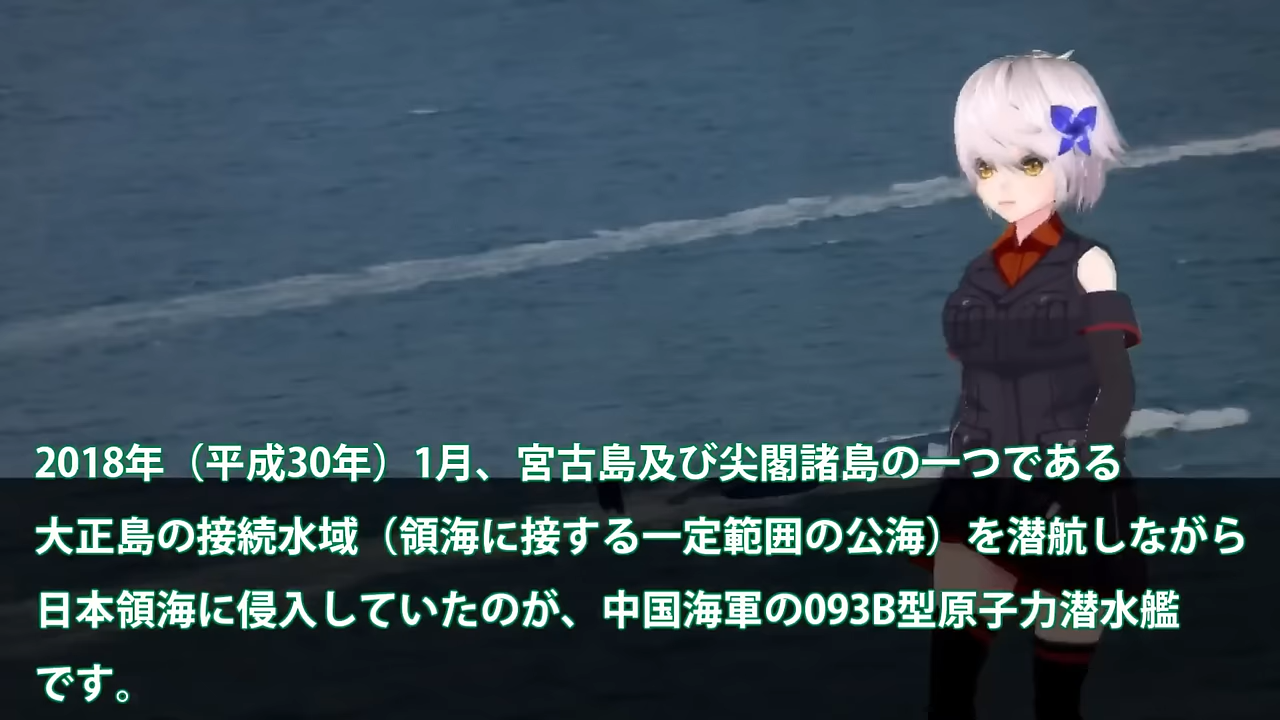 2018年（平成30年）1月、宮古島及び尖閣諸島の一つである
大正島の接続水域（領海に接する一定範囲の公海）を潜航しながら
日本領海に侵入していたのが、中国海軍の093B型原子力潜水艦
です。